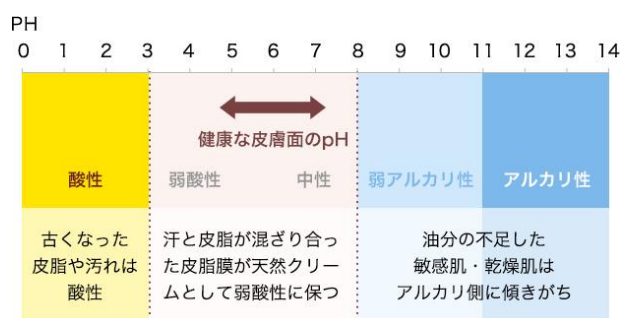 PH
0 1 2 3 4 5 6 7 8 9 10 11 12 13 14
健康な皮膚面のpH
酸性 弱酸性 中性 弱アルカリ性 アルカリ性
古くなった
皮脂や汚れは
酸性
汗と皮脂が混ざり合っ
た皮脂膜が天然クリー
ムとして弱酸性に保つ
油分の不足した
敏感肌・乾燥肌は
アルカリ側に傾きがち